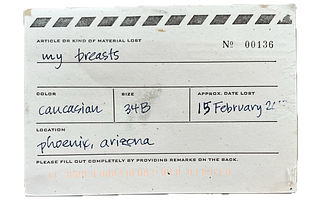 ARTICLE OR KIND OF MATERIAL LOST
Nº 00136
my breasts
COLOR SIZE APPROX. DATE LOST
caucasian 34B 15 February
LOCATION
phoenix, arizona
PLEASE FILL OUT COMPLETELY BY PROVIDING REMARKS ON THE BACK.